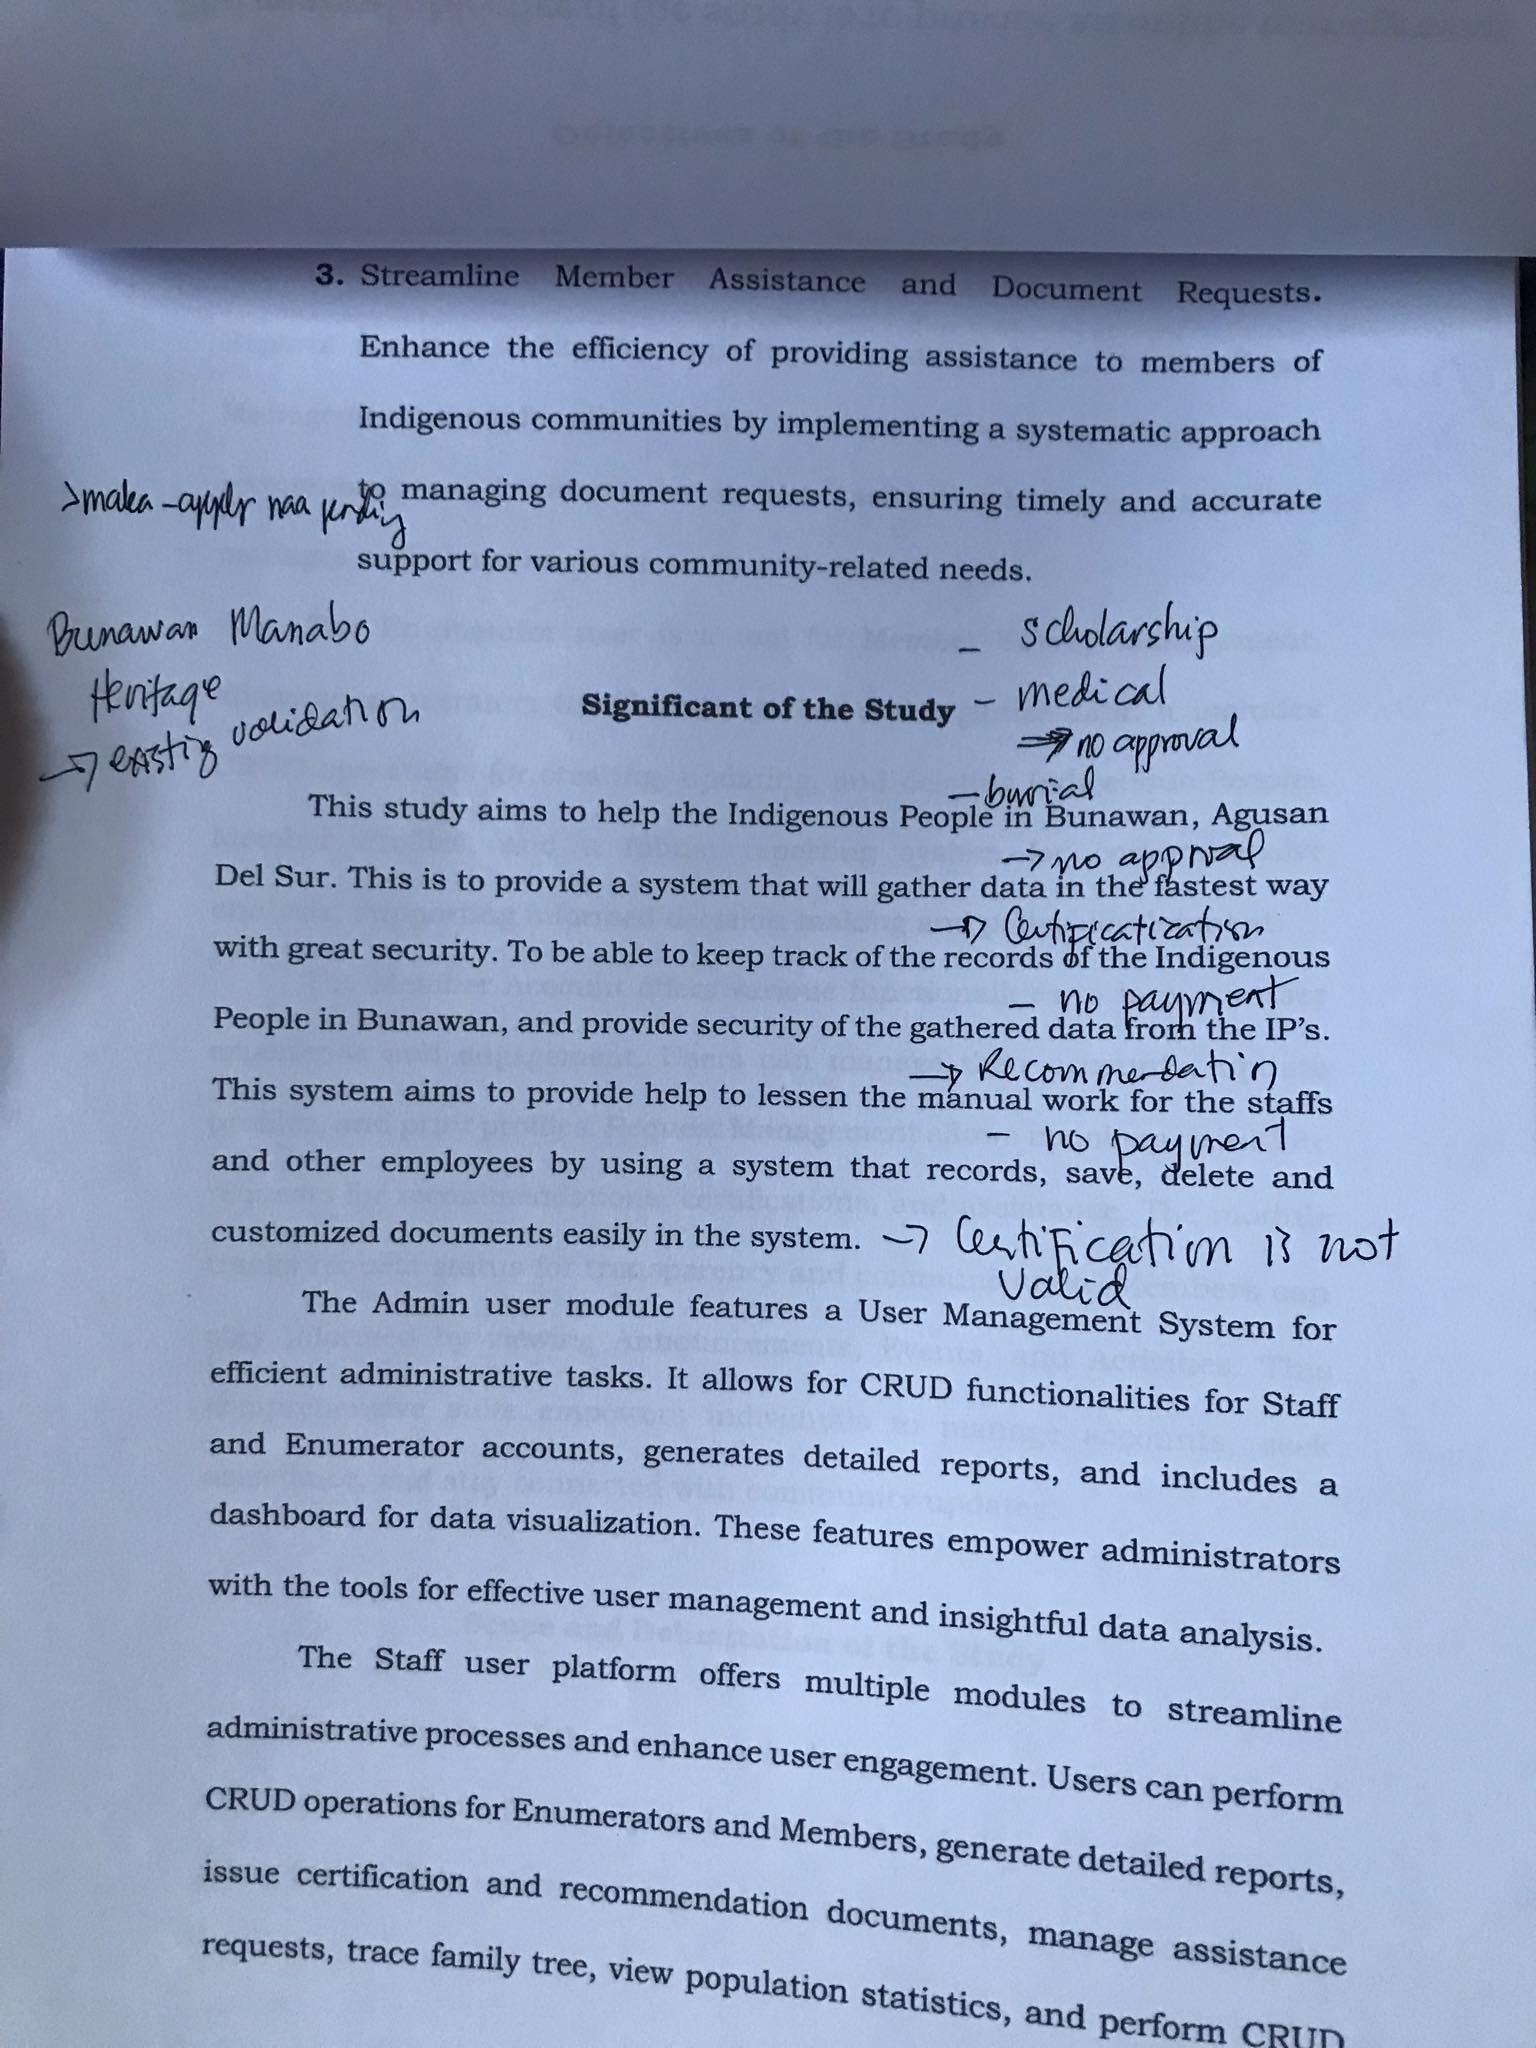 3. Streamline Member Assistance and Document Requests.
Enhance the efficiency of providing assistance to members of
Indigenous communities by implementing a systematic approach
to managing document requests, ensuring timely and accurate
support for various community-related needs.
>maka-apply naa pending
Bunawan Manabo
Heritage
→ existing validation
Significant of the Study
- scholarship
- medical
→ no approval
- burial
→ no approval
→ Certificatization
- no payment
→ Recommendation
- no payment
→ Certification is not
valid
This study aims to help the Indigenous People in Bunawan, Agusan
Del Sur. This is to provide a system that will gather data in the fastest way
with great security. To be able to keep track of the records of the Indigenous
People in Bunawan, and provide security of the gathered data from the IP's.
This system aims to provide help to lessen the manual work for the staffs
and other employees by using a system that records, save, delete and
customized documents easily in the system.
The Admin user module features a User Management System for
efficient administrative tasks. It allows for CRUD functionalities for Staff
and Enumerator accounts, generates detailed reports, and includes a
dashboard for data visualization. These features empower administrators
with the tools for effective user management and insightful data analysis.
The Staff user platform offers multiple modules to streamline
administrative processes and enhance user engagement. Users can perform
CRUD operations for Enumerators and Members, generate detailed reports,
issue certification and recommendation documents, manage assistance
requests, trace family tree, view population statistics, and perform CRUD